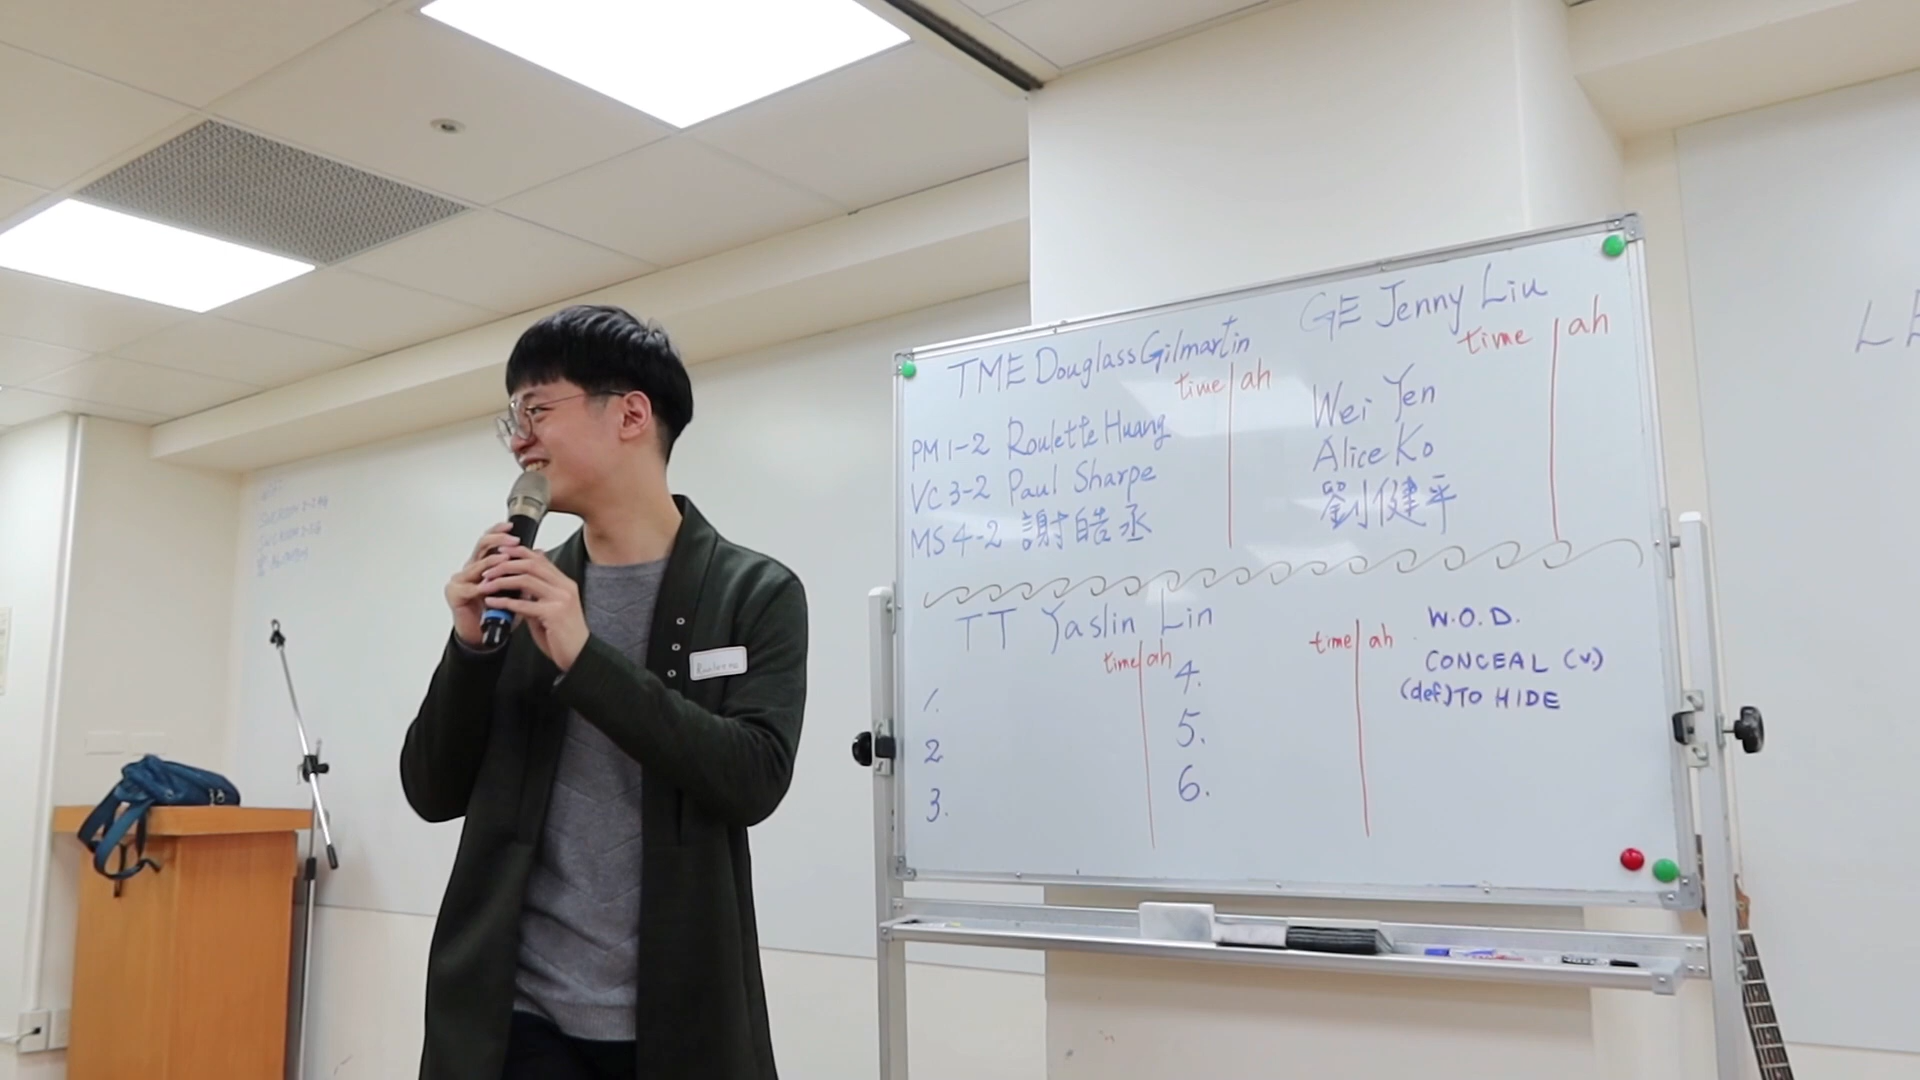 TME Douglass Gilmartin
time ah
PM 1-2 Roulette Huang
VC 3-2 Paul Sharpe
MS 4-2 謝皓丞
GE Jenny Liu
time ah
Wei Yen
Alice Ko
劉健平
TT Yaslin Lin
time ah
1.
2
3.
4.
5.
6.
time ah
W.O.D.
CONCEAL (v.)
(def) TO HIDE
LE